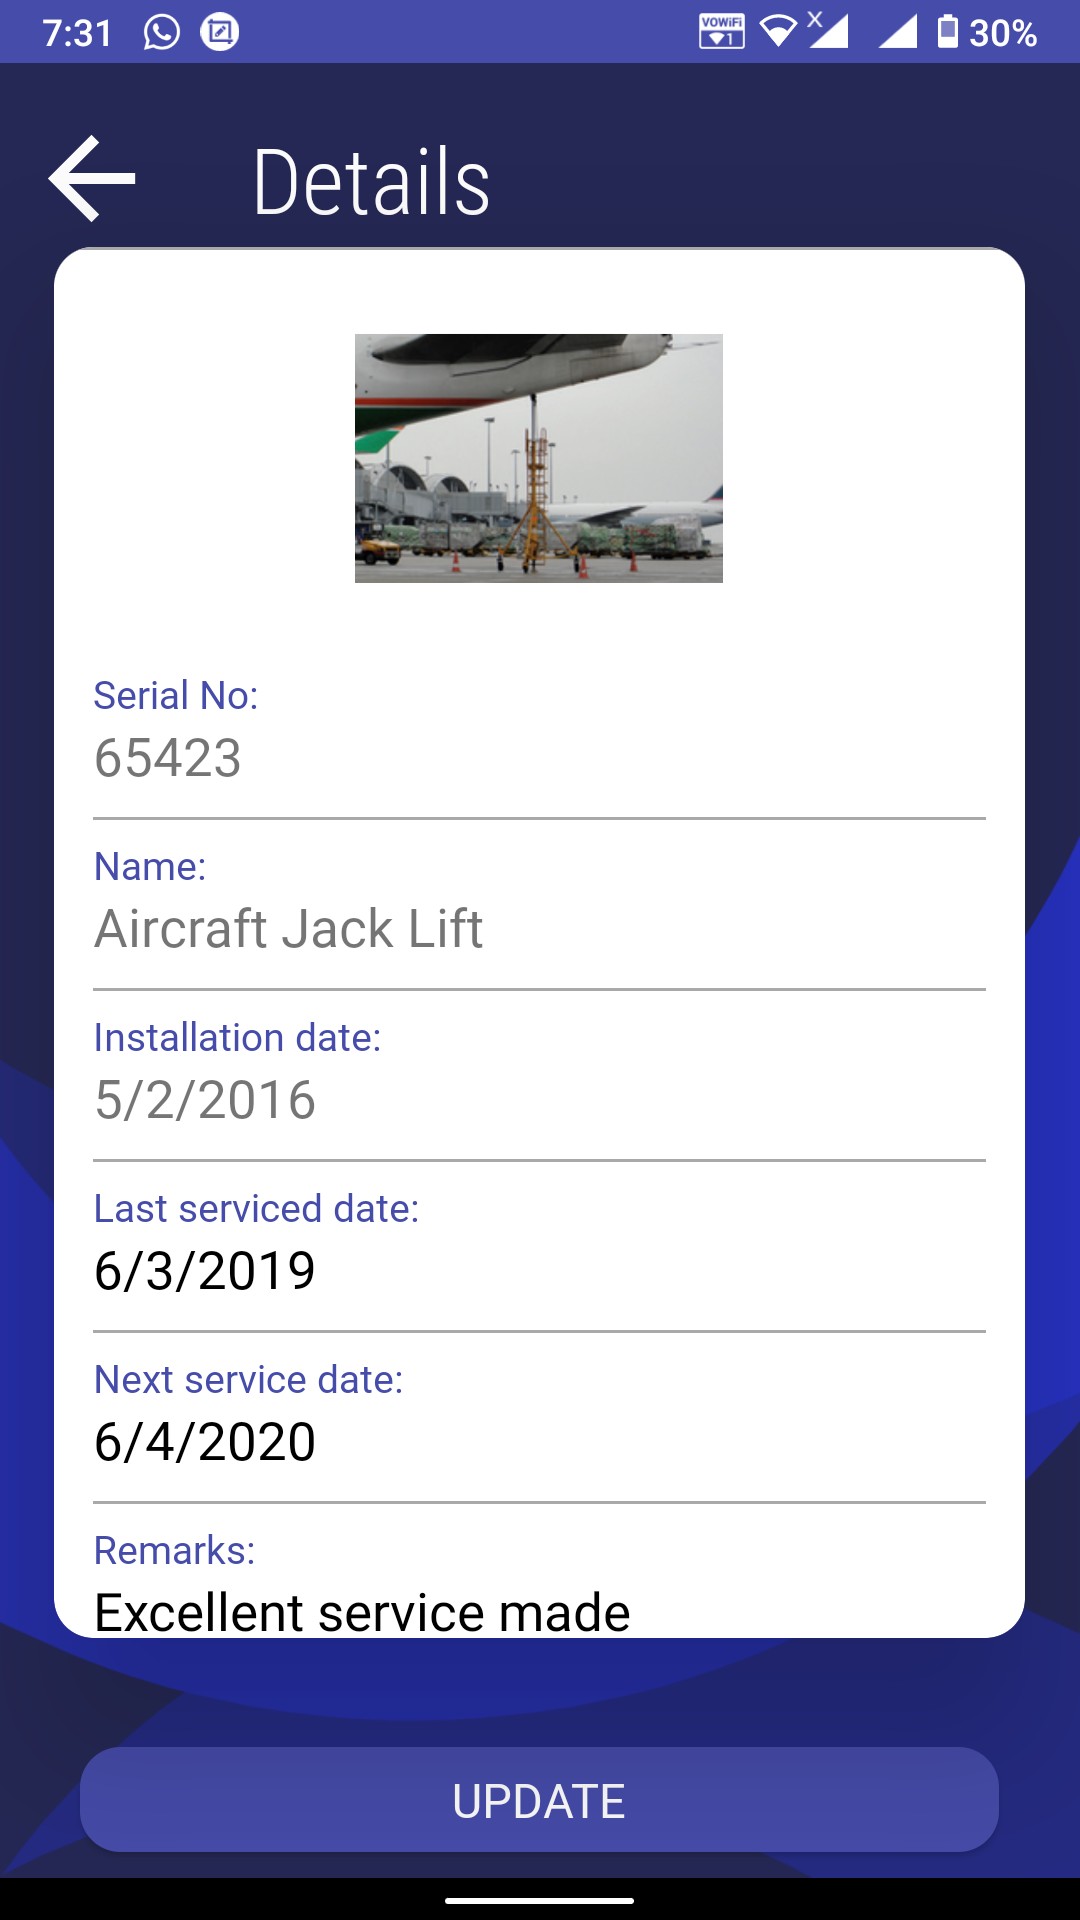 7:31 VOWiFi 1 X 30%
Details
Serial No:
65423
Name:
Aircraft Jack Lift
Installation date:
5/2/2016
Last serviced date:
6/3/2019
Next service date:
6/4/2020
Remarks:
Excellent service made
UPDATE